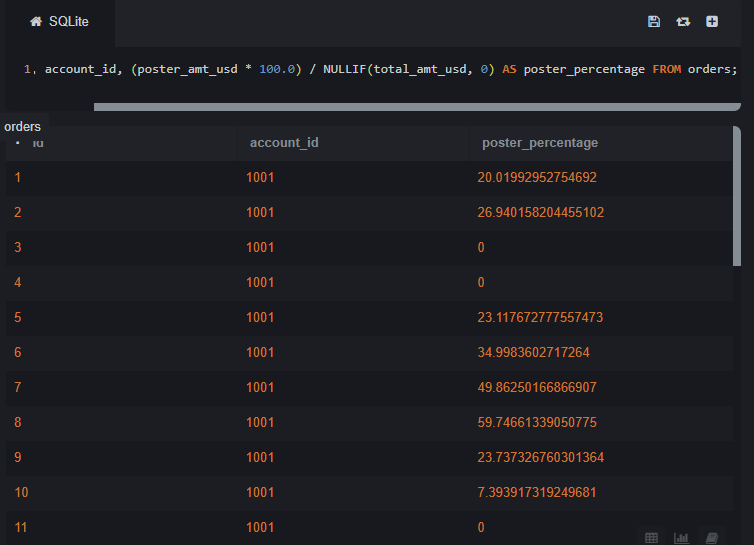 SQLite
1. account_id, (poster_amt_usd * 100.0) / NULLIF(total_amt_usd, 0) AS poster_percentage FROM orders;
orders
id account_id poster_percentage
1 1001 20.01992952754692
2 1001 26.940158204455102
3 1001 0
4 1001 0
5 1001 23.117672777557473
6 1001 34.9983602717264
7 1001 49.86250166866907
8 1001 59.74661339050775
9 1001 23.737326760301364
10 1001 7.393917319249681
11 1001 0